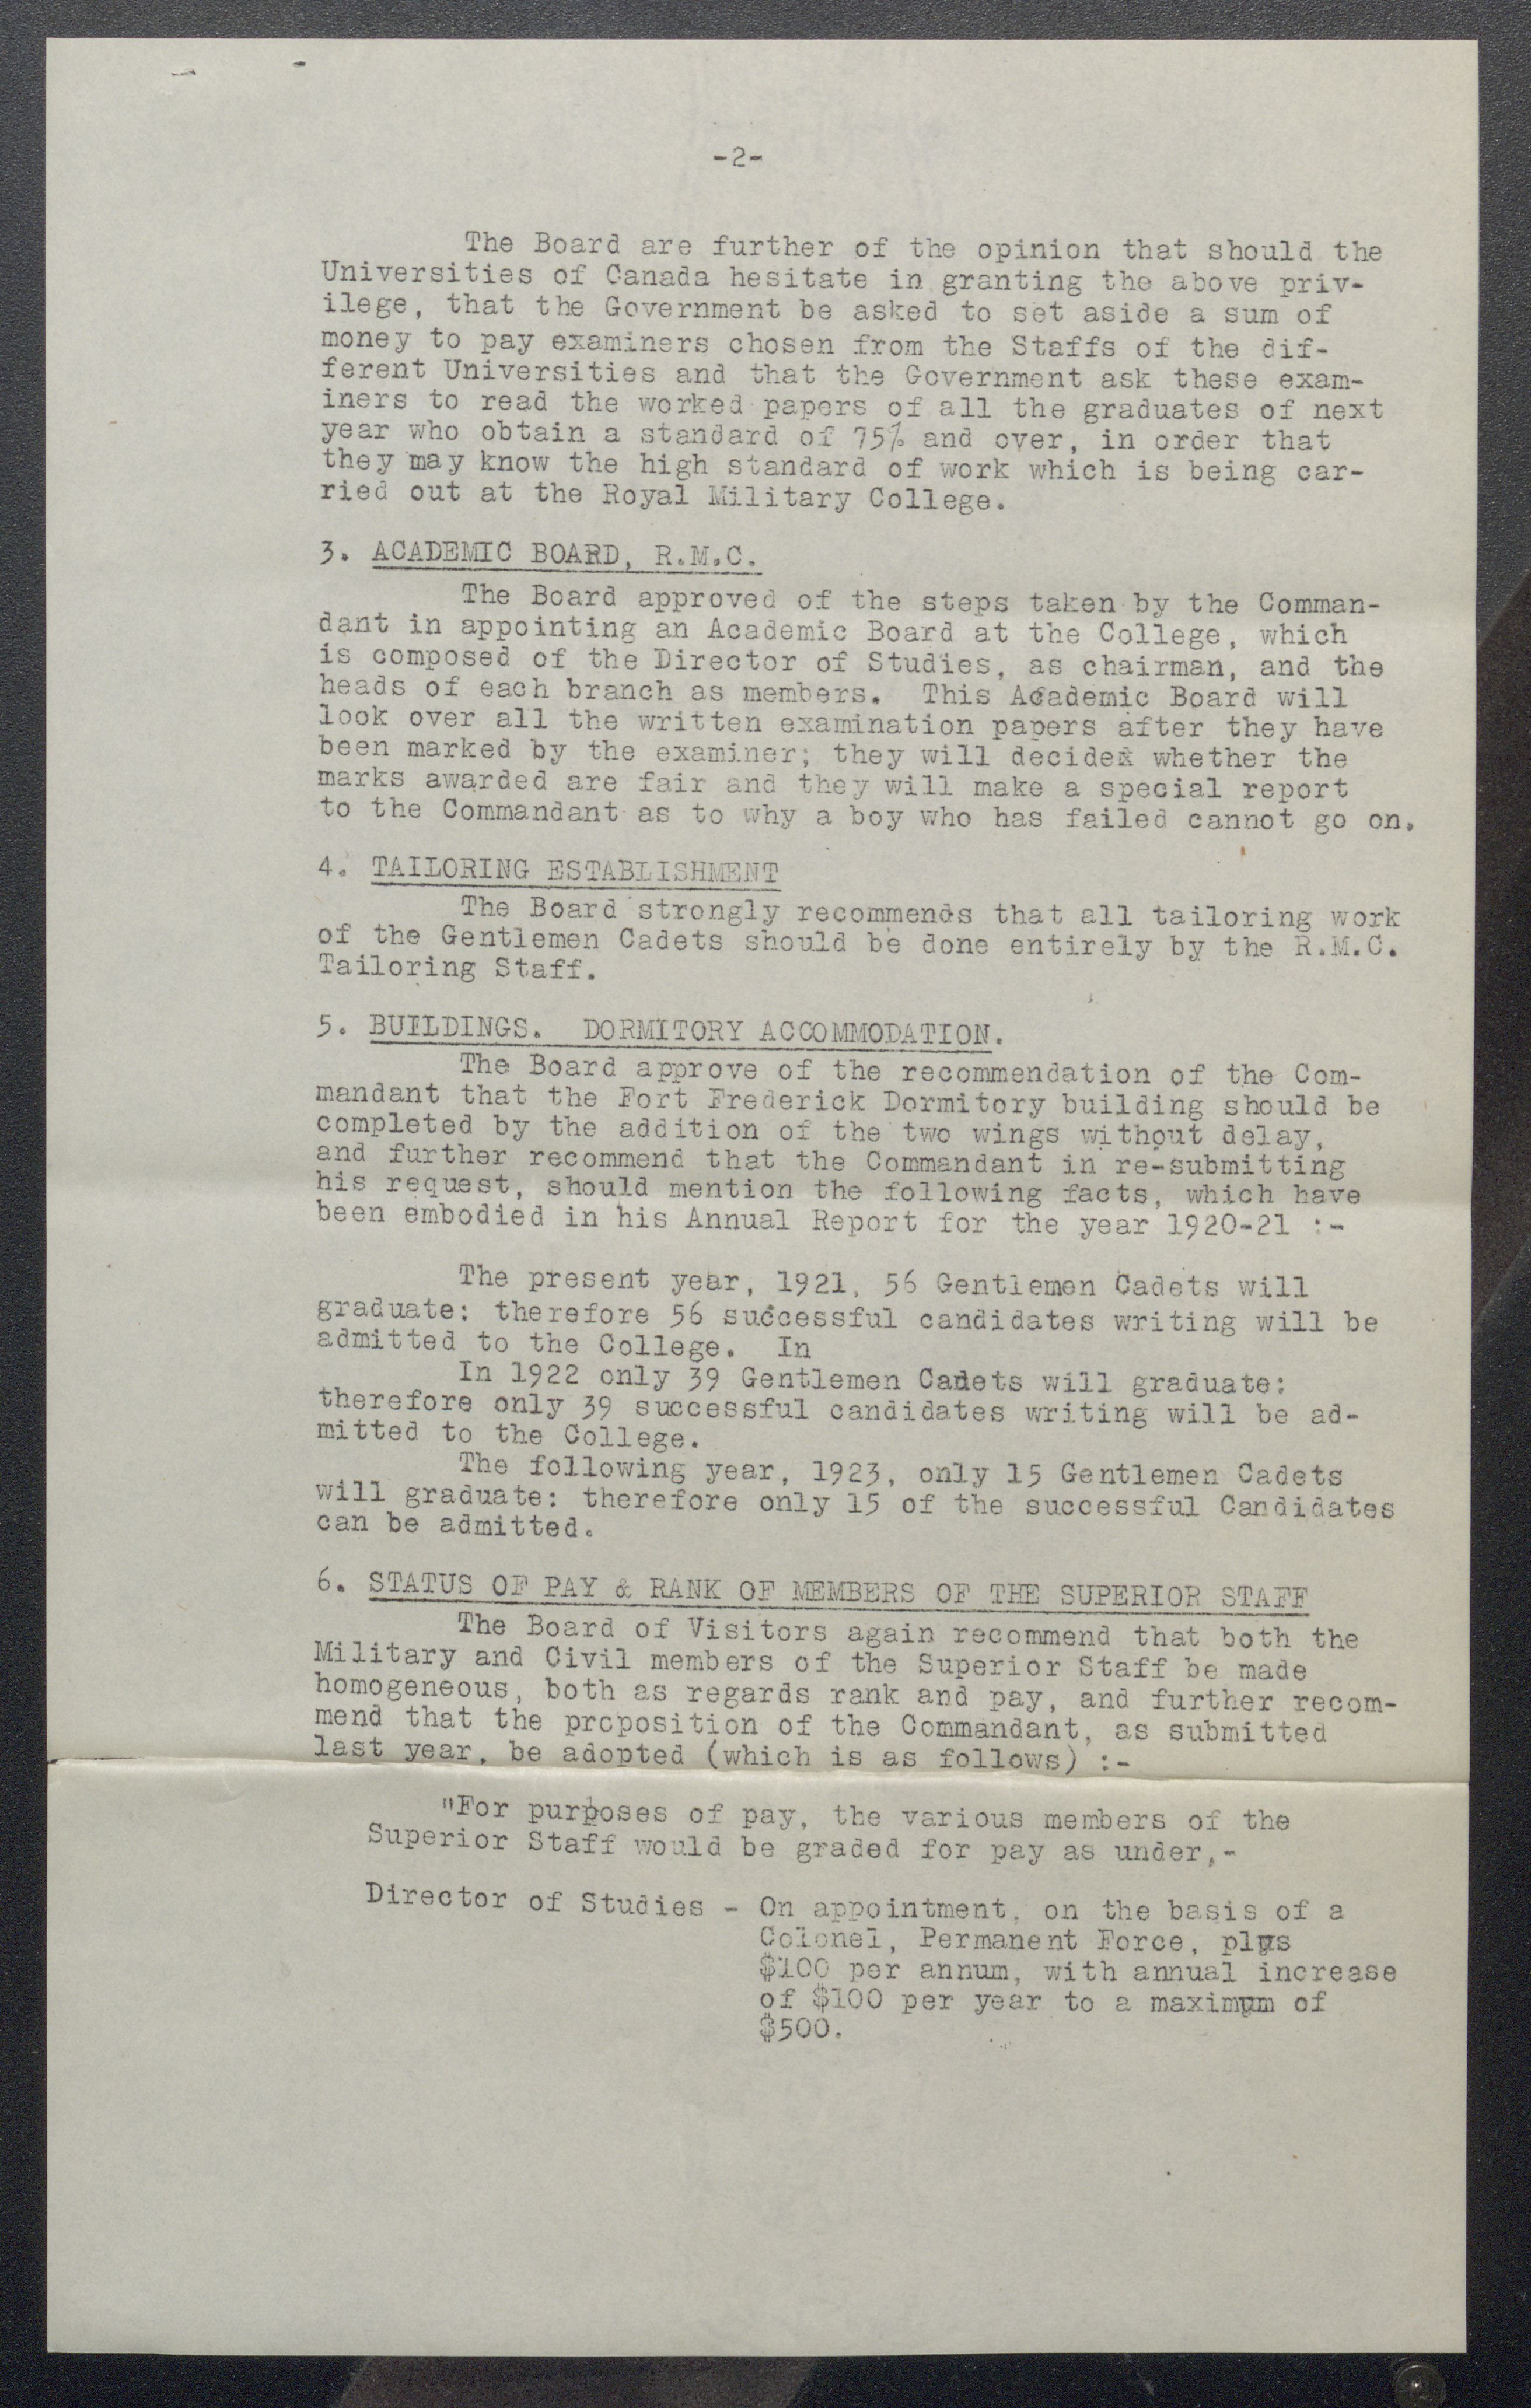 -2-
The Board are further of the opinion that should the
Universities of Canada hesitate in granting the above priv-
ilege, that the Government be asked to set aside a sum of
money to pay examiners chosen from the Staffs of the dif-
ferent Universities and that the Government ask these exam-
iners to read the worked papers of all the graduates of next
year who obtain a standard of 75% and over, in order that
they may know the high standard of work which is being car-
ried out at the Royal Military College.
3. ACADEMIC BOARD, R.M.C.
The Board approved of the steps taken by the Comman-
dant in appointing an Academic Board at the College, which
is composed of the Director of Studies, as chairman, and the
heads of each branch as members. This Academic Board will
look over all the written examination papers after they have
been marked by the examiner; they will decide whether the
marks awarded are fair and they will make a special report
to the Commandant as to why a boy who has failed cannot go on.
4. TAILORING ESTABLISHMENT
The Board strongly recommends that all tailoring work
of the Gentlemen Cadets should be done entirely by the R.M.C.
Tailoring Staff.
5. BUILDINGS. DORMITORY ACCOMMODATION.
The Board approve of the recommendation of the Com-
mandant that the Fort Frederick Dormitory building should be
completed by the addition of the two wings without delay,
and further recommend that the Commandant in re-submitting
his request, should mention the following facts, which have
been embodied in his Annual Report for the year 1920-21 :-
The present year, 1921, 56 Gentlemen Cadets will
graduate: therefore 56 successful candidates writing will be
admitted to the College. In
In 1922 only 39 Gentlemen Cadets will graduate:
therefore only 39 successful candidates writing will be ad-
mitted to the College.
The following year, 1923, only 15 Gentlemen Cadets
will graduate: therefore only 15 of the successful Candidates
can be admitted.
6. STATUS OF PAY & RANK OF MEMBERS OF THE SUPERIOR STAFF
The Board of Visitors again recommend that both the
Military and Civil members of the Superior Staff be made
homogeneous, both as regards rank and pay, and further recom-
mend that the proposition of the Commandant, as submitted
last year, be adopted (which is as follows) :-
"For purposes of pay, the various members of the
Superior Staff would be graded for pay as under,-
Director of Studies - On appointment, on the basis of a
Colonel, Permanent Force, plus
$100 per annum, with annual increase
of $100 per year to a maximum of
$500.